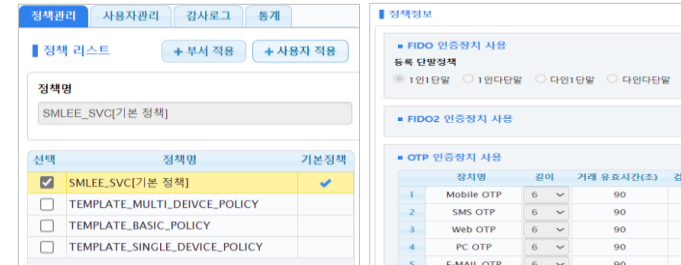 정책관리 사용자관리 감사로그 통계
정책 리스트 + 부서 적용 + 사용자 적용
정책명
SMLEE_SVC[기본 정책]
선택 정책명 기본정책
SMLEE_SVC[기본 정책]
TEMPLATE_MULTI_DEIVCE_POLICY
TEMPLATE_BASIC_POLICY
TEMPLATE_SINGLE_DEVICE_POLICY
정책정보
FIDO 인증장치 사용
등록 단말정책
1인1단말 1인다단말 다인1단말 다인다단말
FIDO2 인증장치 사용
OTP 인증장치 사용
장치명 길이 거래 유효시간(초)
1 Mobile OTP 6 90
2 SMS OTP 6 90
3 Web OTP 6 90
4 PC OTP 6 90
5 E-MAIL OTP 6 90